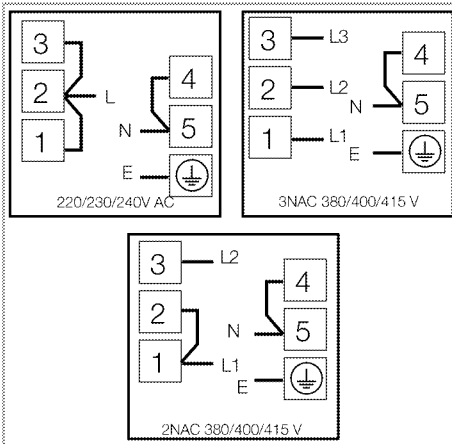 3
2 L
1
4
N 5
E
220/230/240V AC
3 L3
2 L2
1 L1
4
N 5
E
3NAC 380/400/415 V
3 L2
2
1 L1
4
N 5
E
2NAC 380/400/415 V